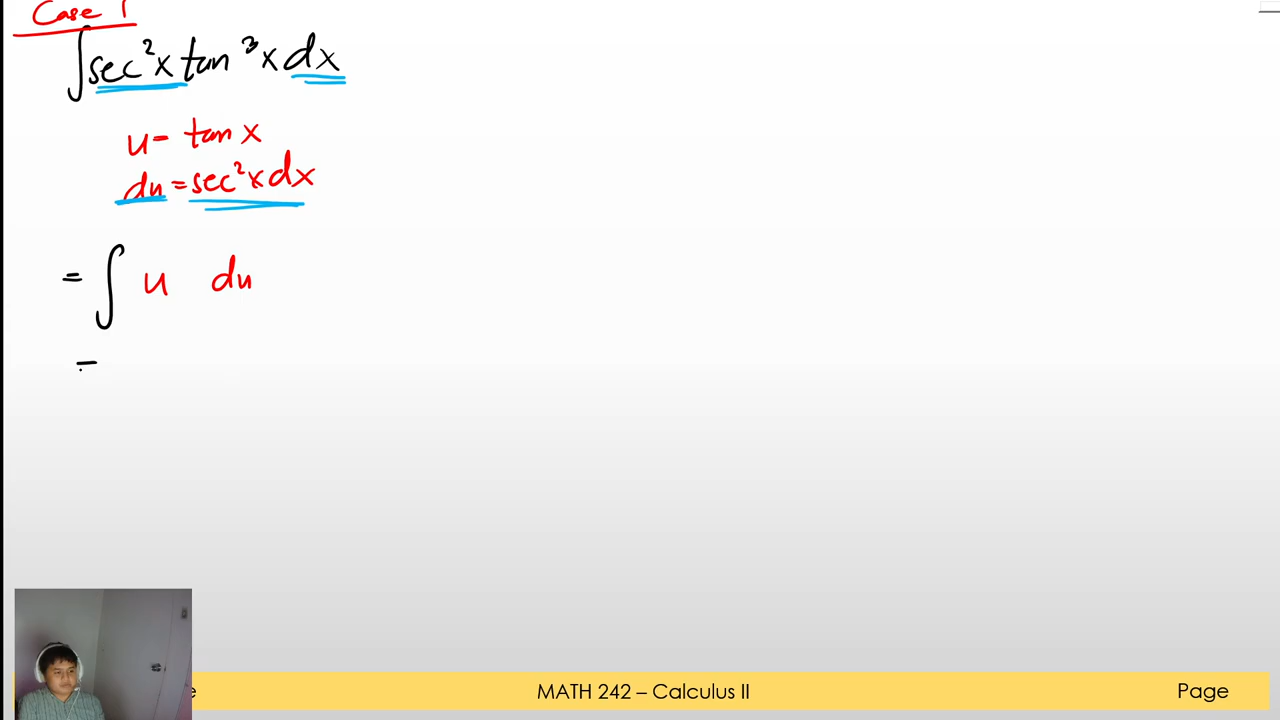 Case 1
∫sec²x tan³x dx
u = tan x
du = sec²x dx
= ∫ u du
=
MATH 242 – Calculus II
Page